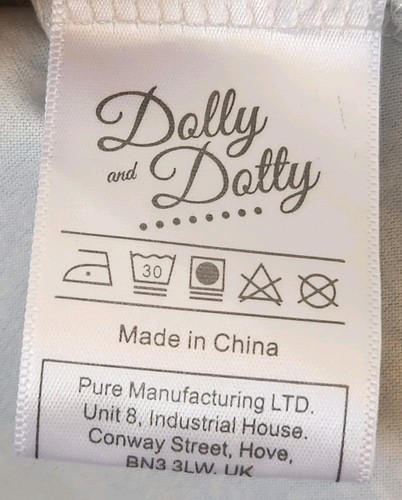 Dolly
and Dotty
30
Made in China
Pure Manufacturing LTD.
Unit 8, Industrial House.
Conway Street, Hove,
BN3 3LW. UK